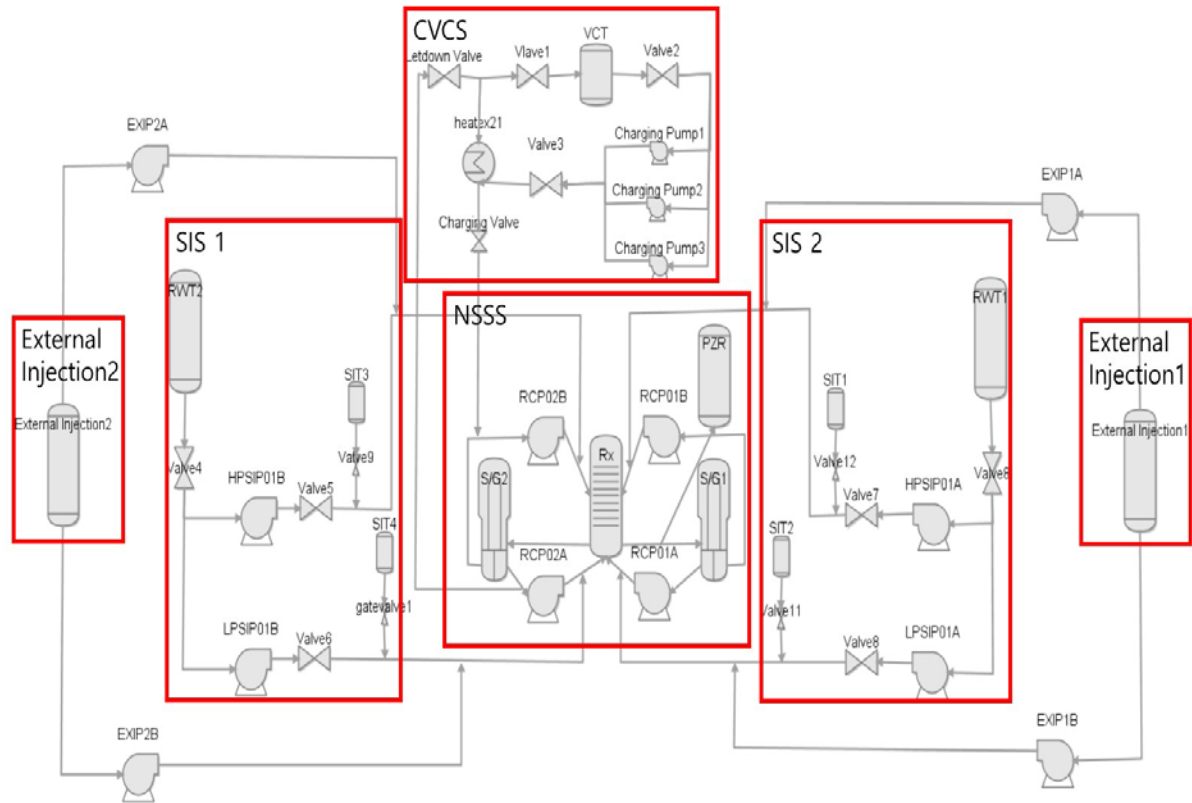 CVCS
Letdown Valve
Vlave1
VCT
Valve2
heatex21
Valve3
Charging Pump1
Charging Pump2
Charging Pump3
Charging Valve
EXIP2A
EXIP1A
SIS 1
RWT2
SIT3
Valve9
Valve4
HPSIP01B
Valve5
SIT4
gatevalve1
LPSIP01B
Valve6
External
Injection2
External Injection2
EXIP2B
NSSS
PZR
RCP02B
RCP01B
Rx
S/G2
S/G1
RCP02A
RCP01A
SIS 2
RWT1
SIT1
Valve12
Valve7
HPSIP01A
Valve8
SIT2
Valve11
Valve8
LPSIP01A
External
Injection1
External Injection1
EXIP1B